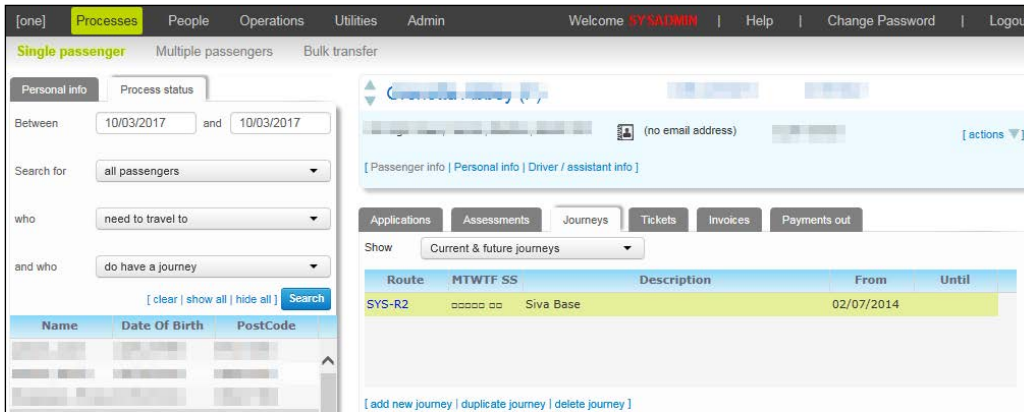 [one] Processes People Operations Utilities Admin Welcome SYSADMIN | Help | Change Password | Logou
Single passenger Multiple passengers Bulk transfer
Personal info Process status
Between 10/03/2017 and 10/03/2017
Search for all passengers
who need to travel to
and who do have a journey
[ clear | show all | hide all ] Search
Name Date Of Birth PostCode
(no email address) [ actions ▼ ]
[ Passenger info | Personal info | Driver / assistant info ]
Applications Assessments Journeys Tickets Invoices Payments out
Show Current & future journeys
Route MTWTF SS Description From Until
SYS-R2 □□□□□ □□ Siva Base 02/07/2014
[ add new journey | duplicate journey | delete journey ]